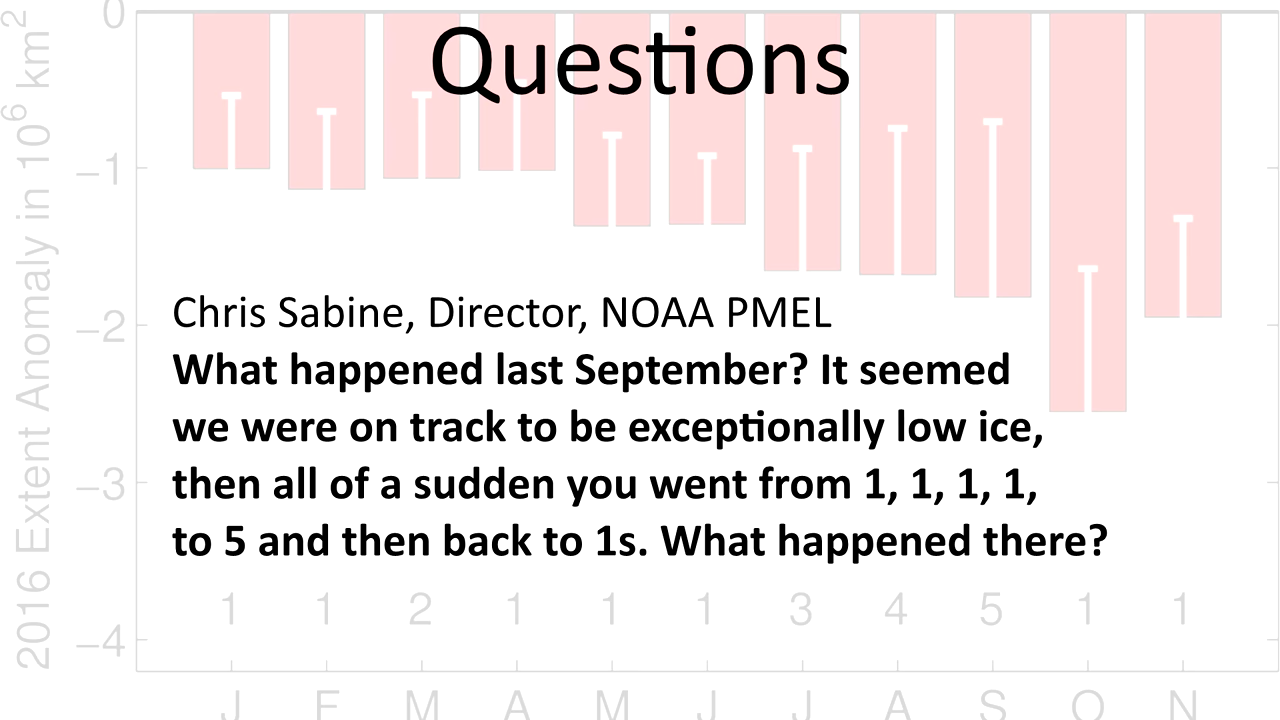 Questions
2016 Extent Anomaly in 10⁶ km²
0
−1
−2
−3
−4
Chris Sabine, Director, NOAA PMEL
What happened last September? It seemed
we were on track to be exceptionally low ice,
then all of a sudden you went from 1, 1, 1, 1,
to 5 and then back to 1s. What happened there?
1 1 2 1 1 1 3 4 5 1 1
J F M A M J J A S O N